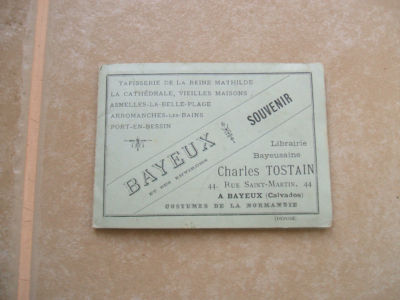 TAPISSERIE DE LA REINE MATHILDE
LA CATHÉDRALE, VIEILLES MAISONS
ASNELLES-LA-BELLE-PLAGE
ARROMANCHES-LES-BAINS
PORT-EN-BESSIN
BAYEUX
ET SES ENVIRONS
SOUVENIR
Librairie
Bayeusaine
Charles TOSTAIN
44. RUE SAINT-MARTIN, 44
A BAYEUX (Calvados)
COSTUMES DE LA NORMANDIE
(DÉPOSÉ)